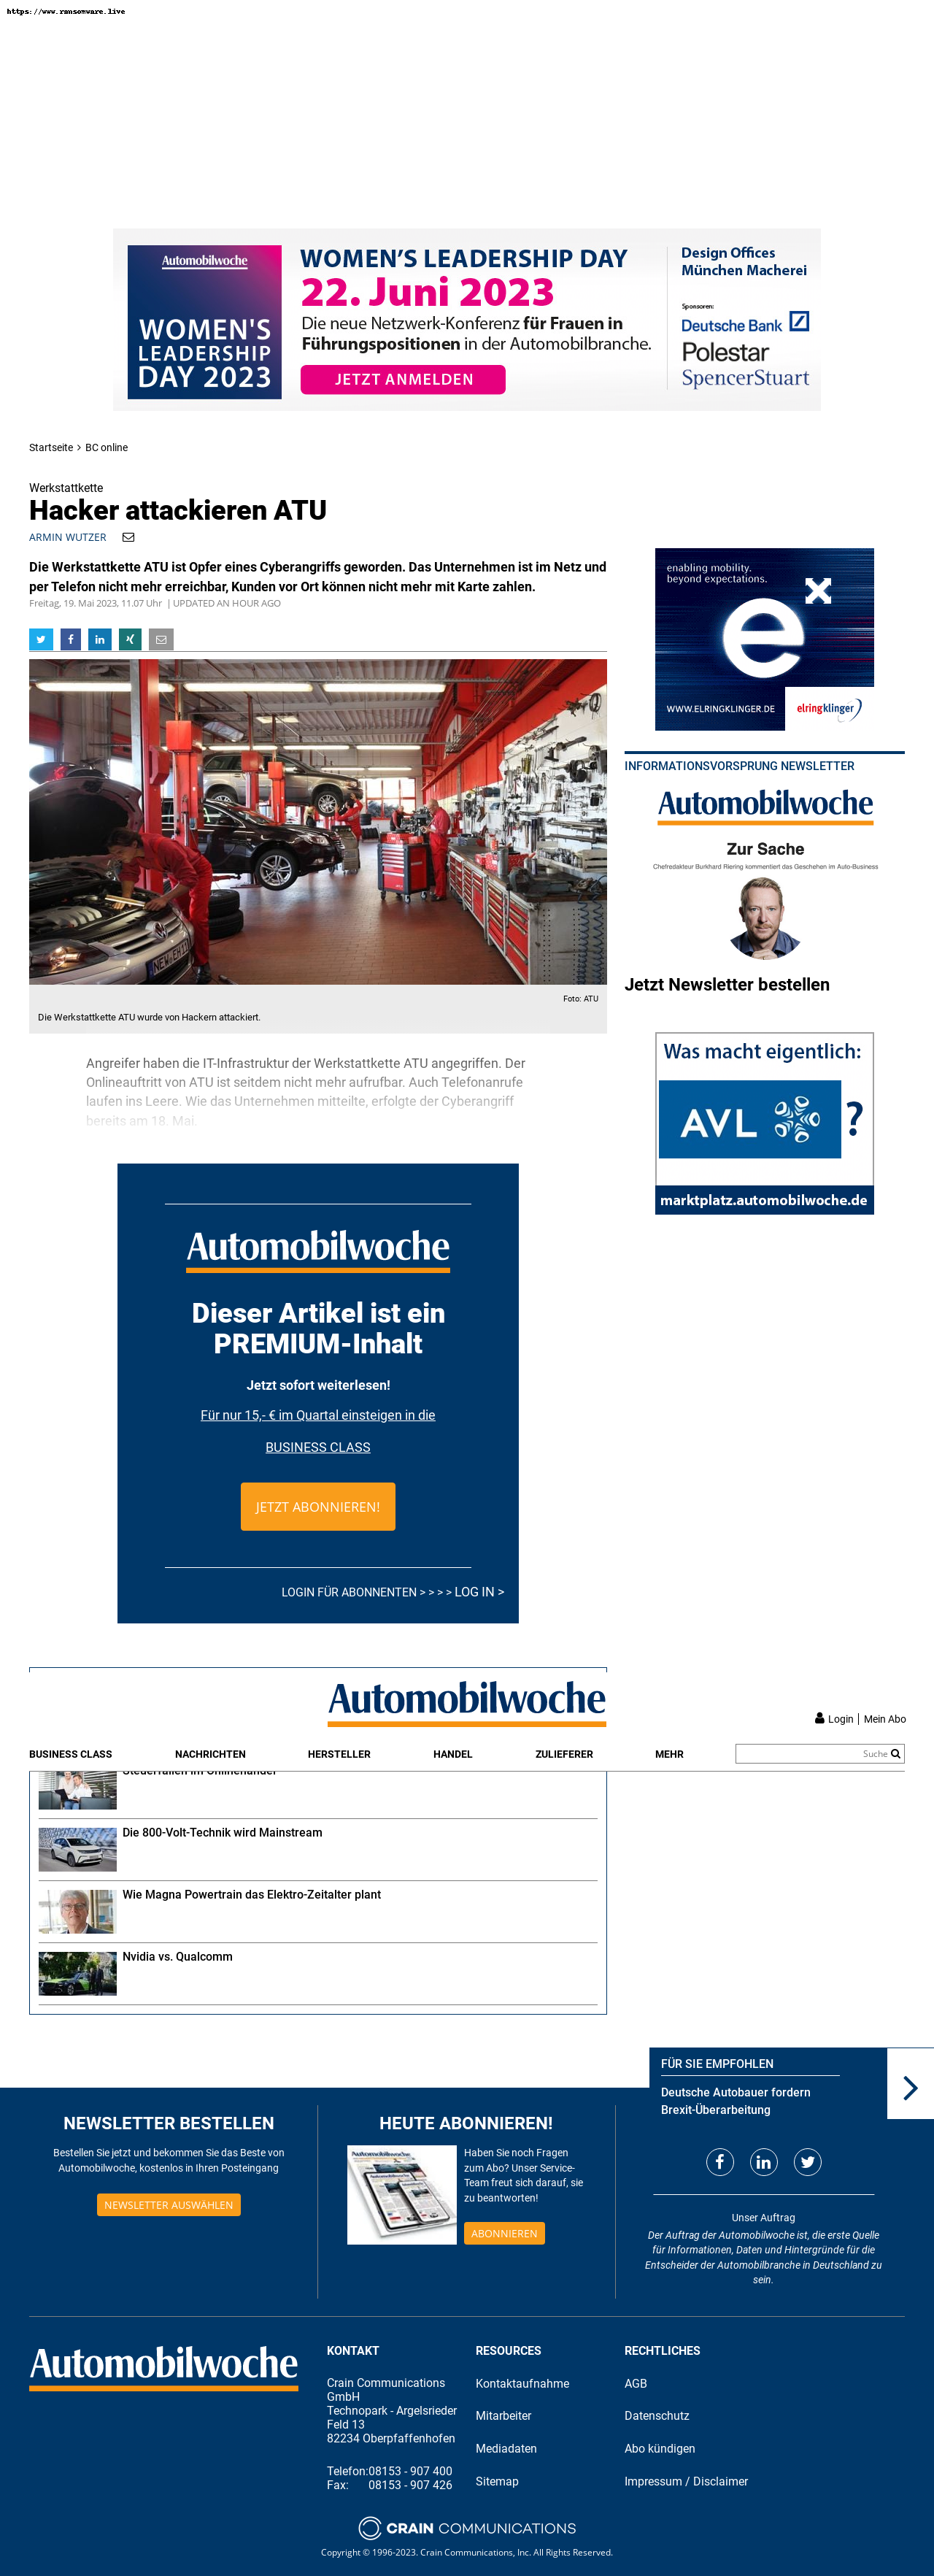 https://www.ransomware.live
Automobilwoche
WOMEN'S
LEADERSHIP
DAY 2023
WOMEN'S LEADERSHIP DAY
22. Juni 2023
Die neue Netzwerk-Konferenz für Frauen in
Führungspositionen in der Automobilbranche.
JETZT ANMELDEN
Design Offices
München Macherei
Sponsoren:
Deutsche Bank
Polestar
SpencerStuart
Startseite > BC online
Werkstattkette
Hacker attackieren ATU
ARMIN WUTZER
Die Werkstattkette ATU ist Opfer eines Cyberangriffs geworden. Das Unternehmen ist im Netz und
per Telefon nicht mehr erreichbar, Kunden vor Ort können nicht mehr mit Karte zahlen.
Freitag, 19. Mai 2023, 11.07 Uhr | UPDATED AN HOUR AGO
NEW-EH11
Foto: ATU
Die Werkstattkette ATU wurde von Hackern attackiert.
Angreifer haben die IT-Infrastruktur der Werkstattkette ATU angegriffen. Der
Onlineauftritt von ATU ist seitdem nicht mehr aufrufbar. Auch Telefonanrufe
laufen ins Leere. Wie das Unternehmen mitteilte, erfolgte der Cyberangriff
bereits am 18. Mai.
enabling mobility.
beyond expectations.
WWW.ELRINGKLINGER.DE
elringklinger
INFORMATIONSVORSPRUNG NEWSLETTER
Automobilwoche
Zur Sache
Chefredakteur Burkhard Riering kommentiert das Geschehen im Auto-Business
Jetzt Newsletter bestellen
Was macht eigentlich:
AVL
?
marktplatz.automobilwoche.de
Automobilwoche
Dieser Artikel ist ein
PREMIUM-Inhalt
Jetzt sofort weiterlesen!
Für nur 15,- € im Quartal einsteigen in die
BUSINESS CLASS
JETZT ABONNIEREN!
LOGIN FÜR ABONNENTEN > > > > LOG IN >
Automobilwoche
Login | Mein Abo
BUSINESS CLASS NACHRICHTEN HERSTELLER HANDEL ZULIEFERER MEHR Suche
Steuerfallen im Onlinehandel
Die 800-Volt-Technik wird Mainstream
Wie Magna Powertrain das Elektro-Zeitalter plant
Nvidia vs. Qualcomm
FÜR SIE EMPFOHLEN
Deutsche Autobauer fordern
Brexit-Überarbeitung
NEWSLETTER BESTELLEN
Bestellen Sie jetzt und bekommen Sie das Beste von
Automobilwoche, kostenlos in Ihren Posteingang
NEWSLETTER AUSWÄHLEN
HEUTE ABONNIEREN!
Haben Sie noch Fragen
zum Abo? Unser Service-
Team freut sich darauf, sie
zu beantworten!
ABONNIEREN
Unser Auftrag
Der Auftrag der Automobilwoche ist, die erste Quelle
für Informationen, Daten und Hintergründe für die
Entscheider der Automobilbranche in Deutschland zu
sein.
Automobilwoche
KONTAKT
Crain Communications
GmbH
Technopark - Argelsrieder
Feld 13
82234 Oberpfaffenhofen
Telefon:08153 - 907 400
Fax: 08153 - 907 426
RESOURCES
Kontaktaufnahme
Mitarbeiter
Mediadaten
Sitemap
RECHTLICHES
AGB
Datenschutz
Abo kündigen
Impressum / Disclaimer
CRAIN COMMUNICATIONS
Copyright © 1996-2023. Crain Communications, Inc. All Rights Reserved.